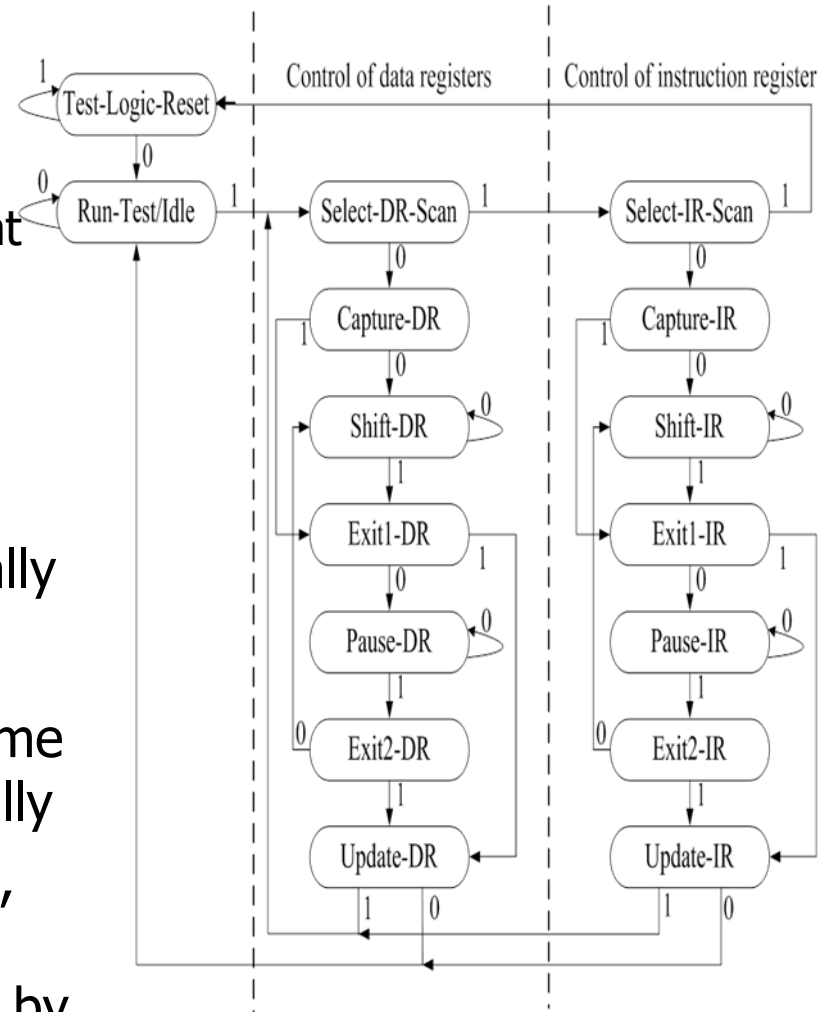 Control of data registers
Control of instruction register
1
Test-Logic-Reset
0
0
Run-Test/Idle
1
Select-DR-Scan
1
Select-IR-Scan
1
0
0
Capture-DR
Capture-IR
1
0
1
0
Shift-DR
0
Shift-IR
0
1
1
Exit1-DR
1
Exit1-IR
1
0
0
Pause-DR
0
Pause-IR
0
1
1
0
Exit2-DR
0
Exit2-IR
1
1
Update-DR
Update-IR
1
0
1
0
ally
me
lly
,
by